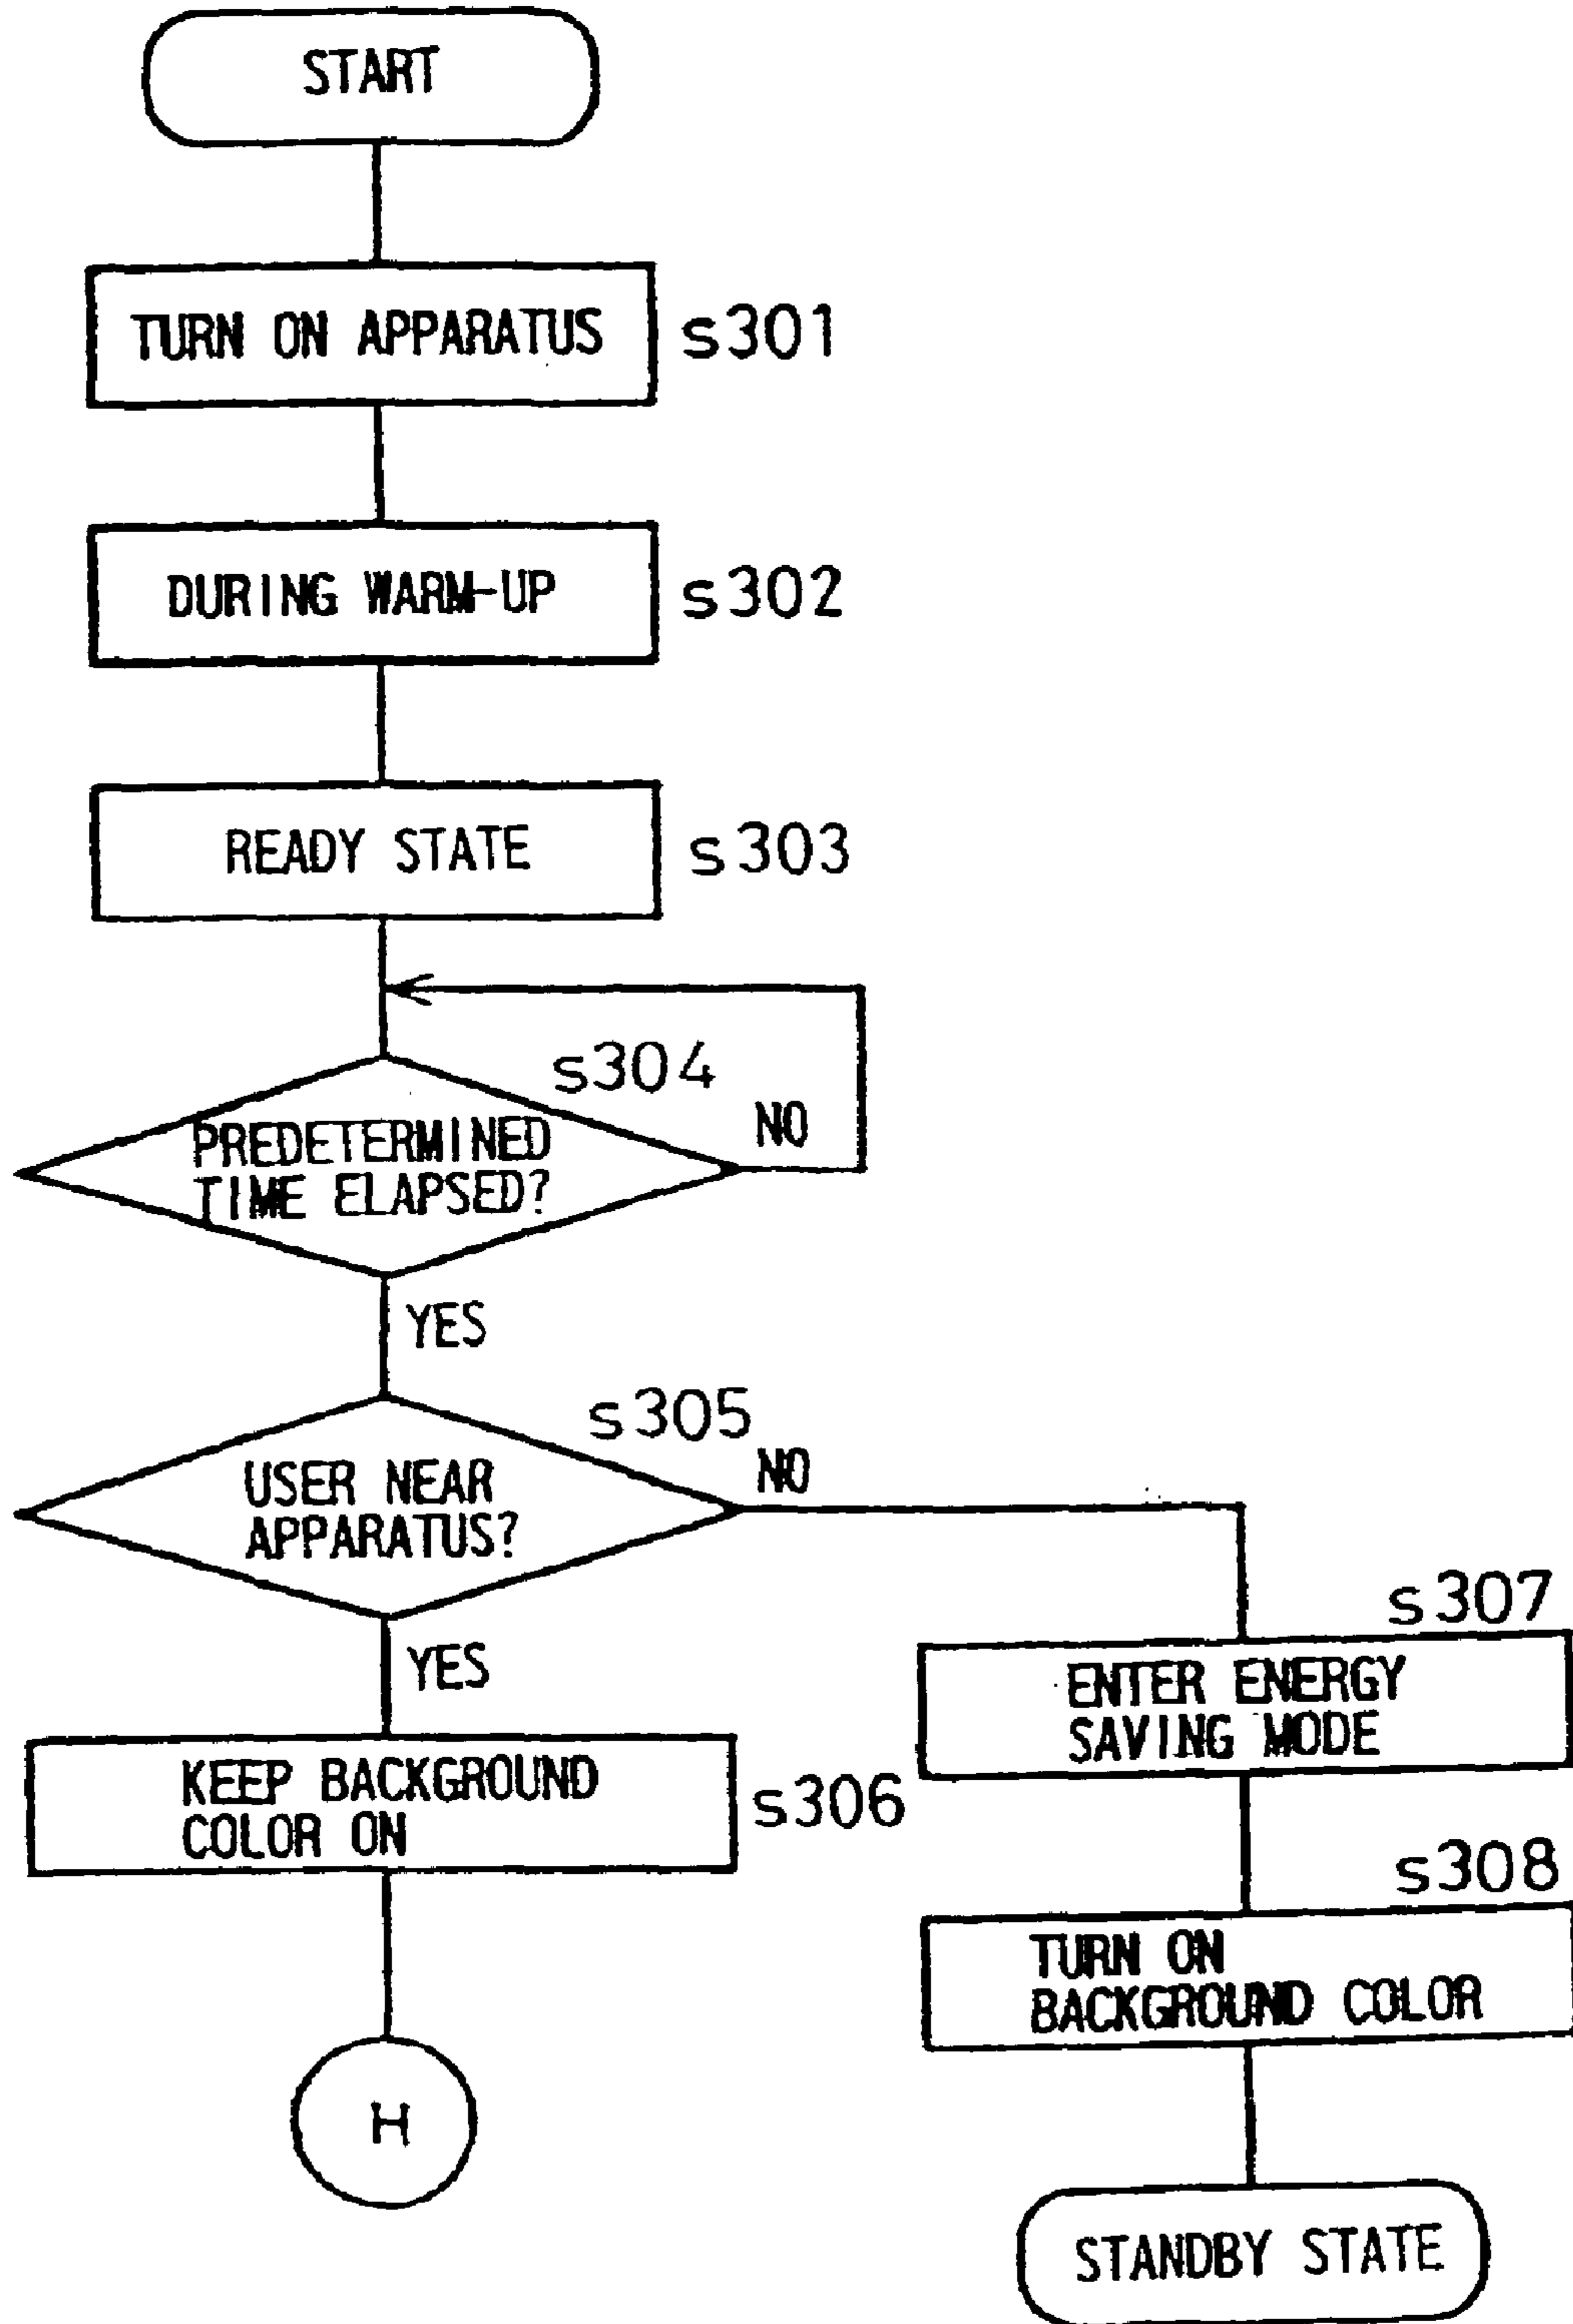 START
TURN ON APPARATUS
s301
DURING WARM-UP
s302
READY STATE
s303
s304
NO
PREDETERMINED
TIME ELAPSED?
YES
s305
NO
USER NEAR
APPARATUS?
YES
KEEP BACKGROUND
COLOR ON
s306
H
s307
ENTER ENERGY
SAVING MODE
s308
TURN ON
BACKGROUND COLOR
STANDBY STATE